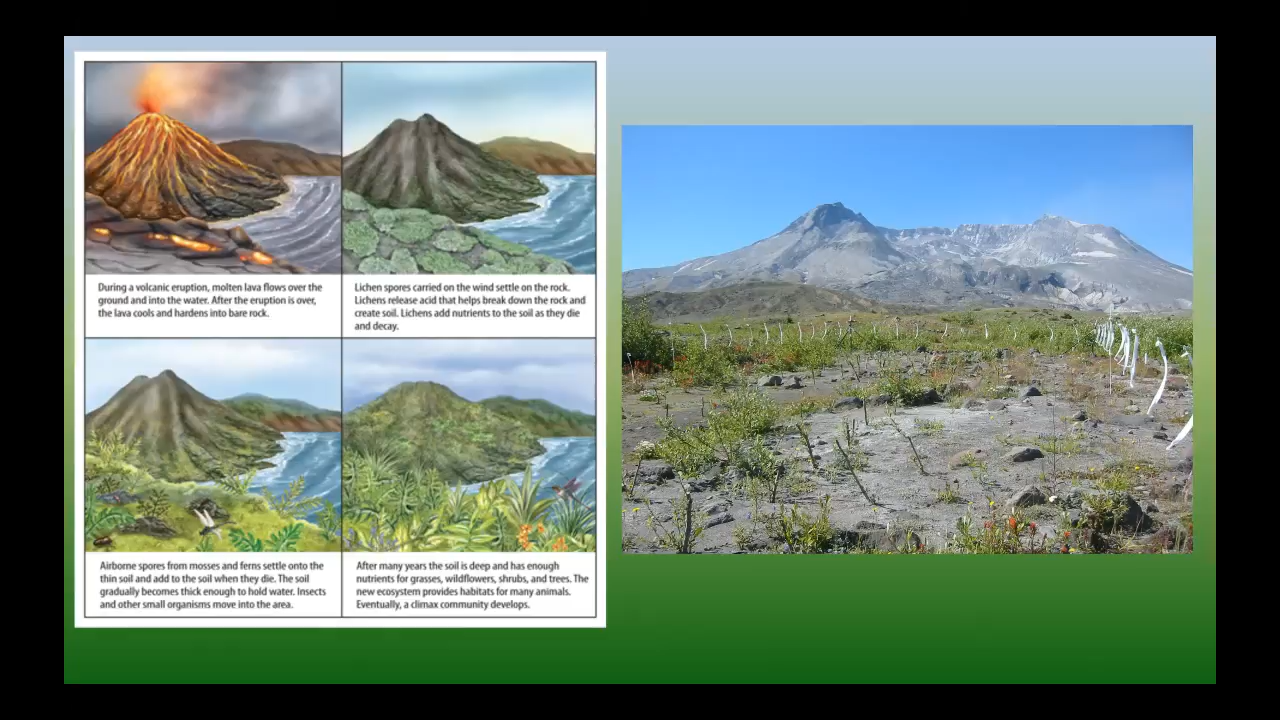 During a volcanic eruption, molten lava flows over the
ground and into the water. After the eruption is over,
the lava cools and hardens into bare rock.
Lichen spores carried on the wind settle on the rock.
Lichens release acid that helps break down the rock and
create soil. Lichens add nutrients to the soil as they die
and decay.
Airborne spores from mosses and ferns settle onto the
thin soil and add to the soil when they die. The soil
gradually becomes thick enough to hold water. Insects
and other small organisms move into the area.
After many years the soil is deep and has enough
nutrients for grasses, wildflowers, shrubs, and trees. The
new ecosystem provides habitats for many animals.
Eventually, a climax community develops.